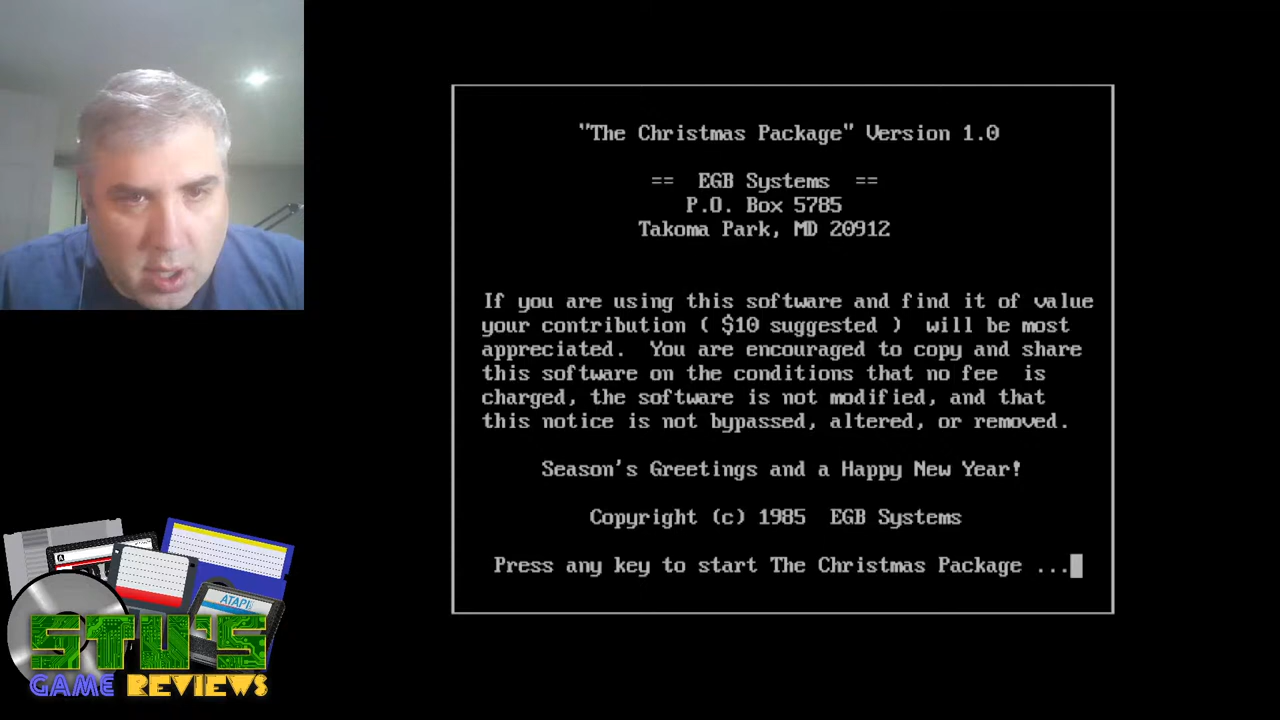 "The Christmas Package" Version 1.0
== EGB Systems ==
P.O. Box 5785
Takoma Park, MD 20912
If you are using this software and find it of value
your contribution ( $10 suggested ) will be most
appreciated. You are encouraged to copy and share
this software on the conditions that no fee is
charged, the software is not modified, and that
this notice is not bypassed, altered, or removed.
Season's Greetings and a Happy New Year!
Copyright (c) 1985 EGB Systems
Press any key to start The Christmas Package ...
ATARI
STU'S
GAME REVIEWS